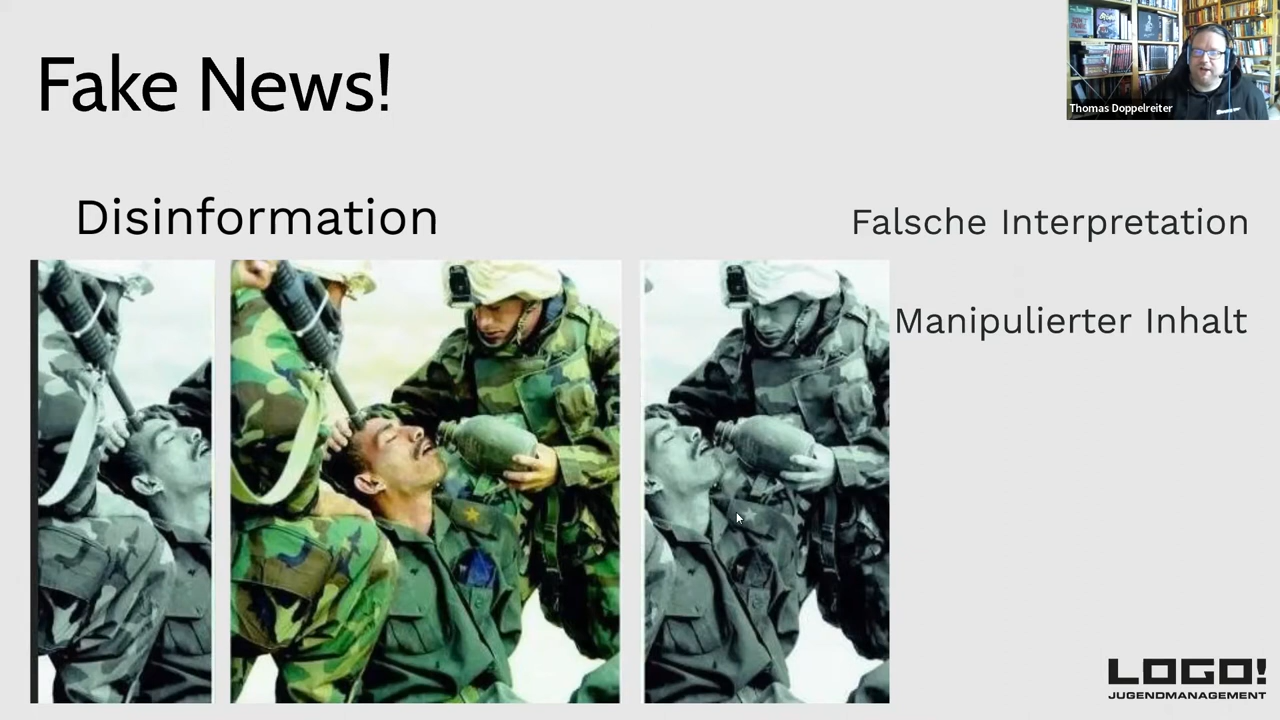 Fake News!
Thomas Doppelreiter
Disinformation
Falsche Interpretation
Manipulierter Inhalt
LOGO!
JUGENDMANAGEMENT